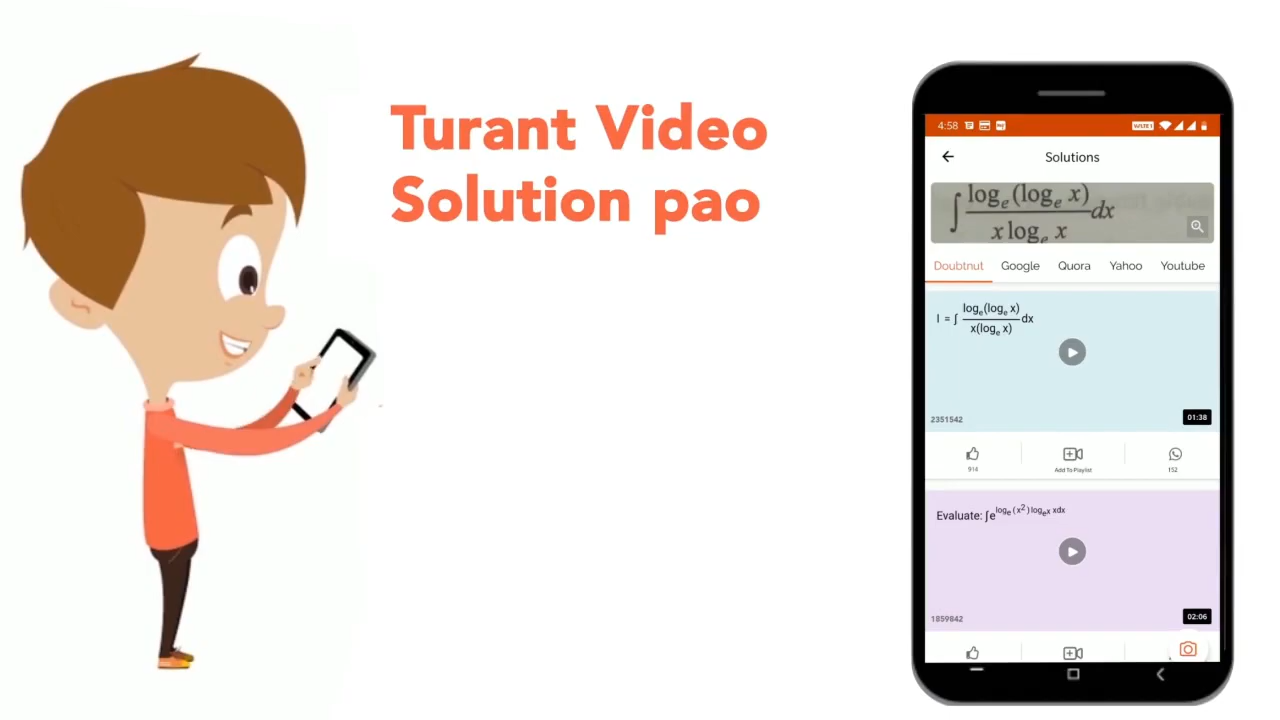 Turant Video
Solution pao
4:58
Solutions
∫ logₑ(logₑ x) / x logₑ x dx
Doubtnut Google Quora Yahoo Youtube
I = ∫ logₑ(logₑ x) / x(logₑ x) dx
2351542 01:38
914 Add To Playlist 152
Evaluate: ∫e^logₑ(x²)logₑx xdx
1859842 02:06